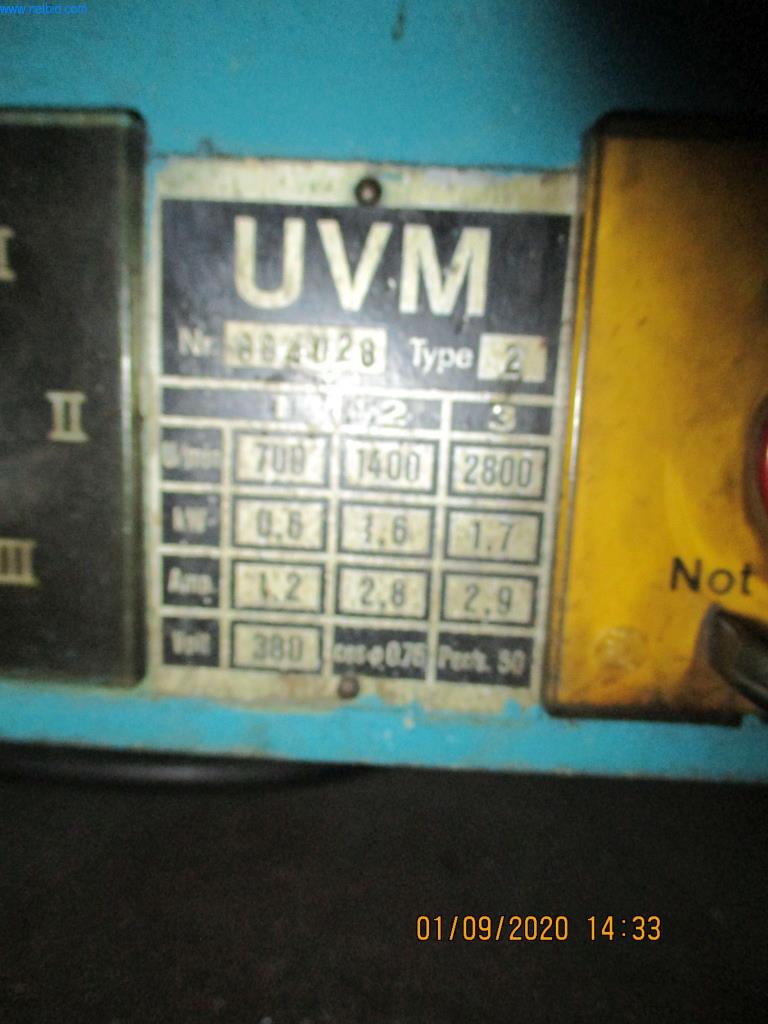 www.netbid.com
UVM
Nr. Type 2
1 2 3
700 1400 2800
kW 0,6 1,6 1,7
Amp. 1,2 2,8 2,9
Volt 380 cos φ 0.75 Perls. 50
I
II
III
Not
01/09/2020 14:33